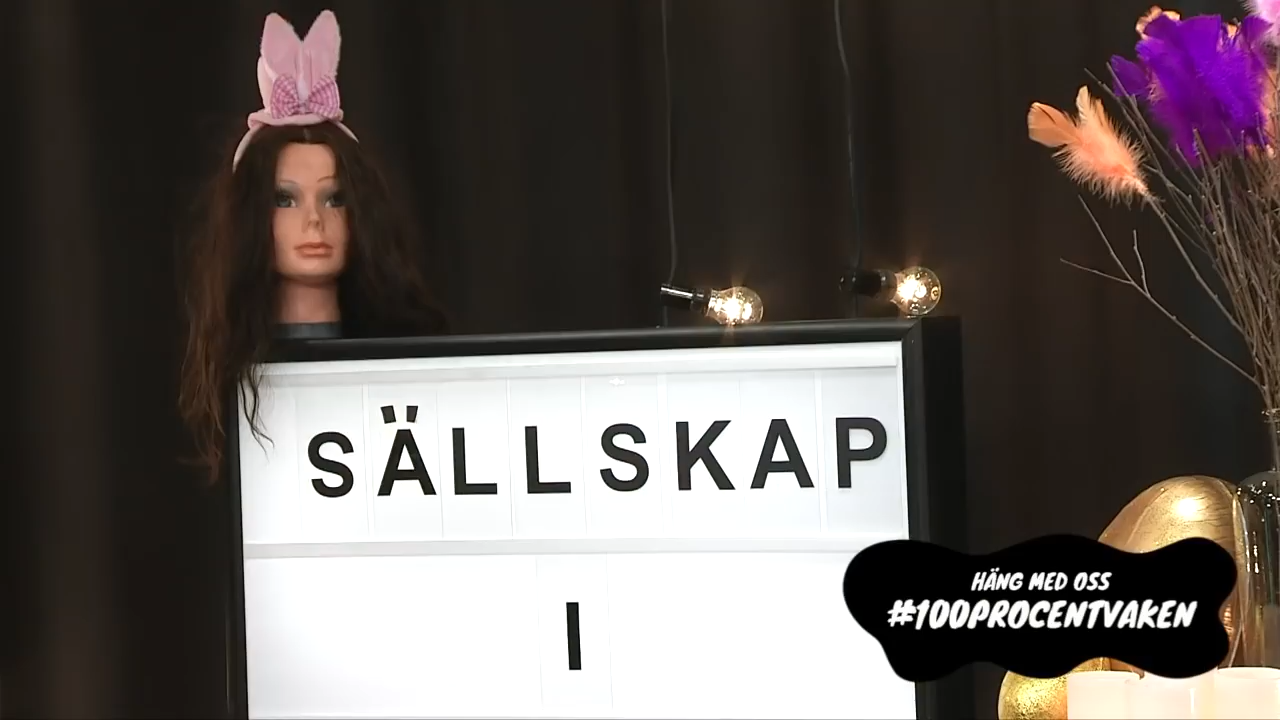 SÄLLSKAP
I
HÄNG MED OSS
#100PROCENTVAKEN